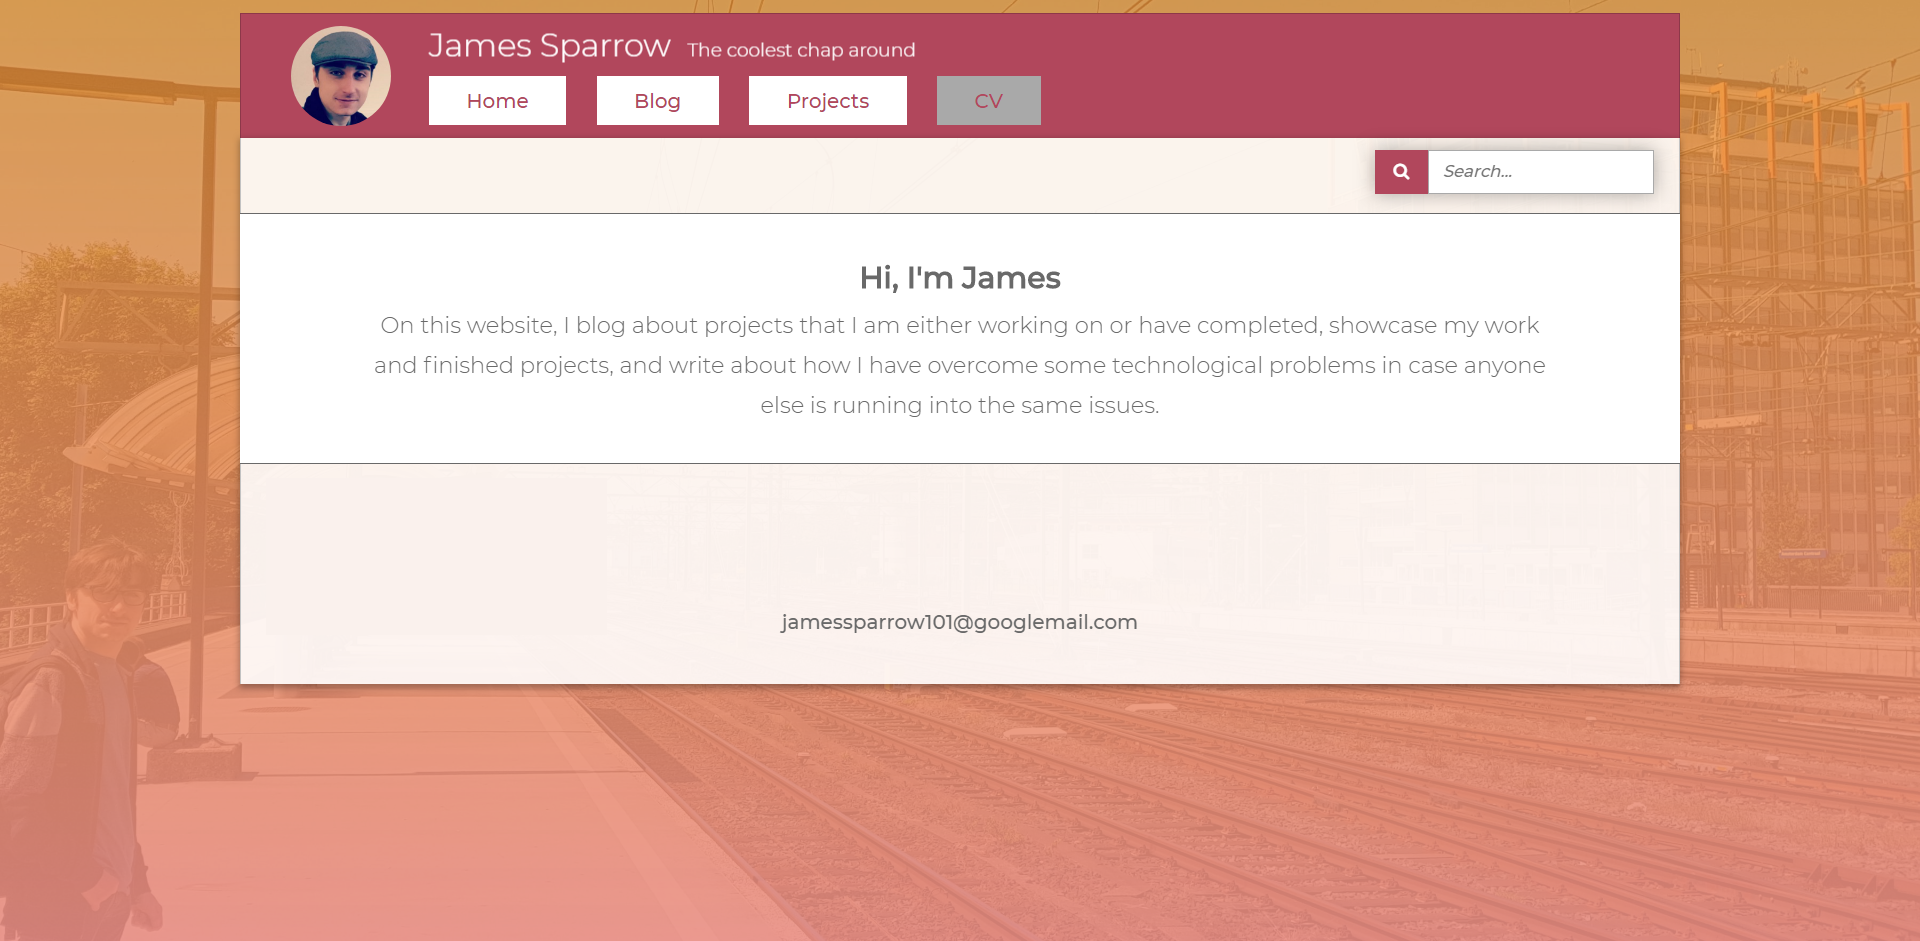 James Sparrow The coolest chap around
Home Blog Projects CV
Search...
Hi, I'm James
On this website, I blog about projects that I am either working on or have completed, showcase my work
and finished projects, and write about how I have overcome some technological problems in case anyone
else is running into the same issues.
jamessparrow101@googlemail.com